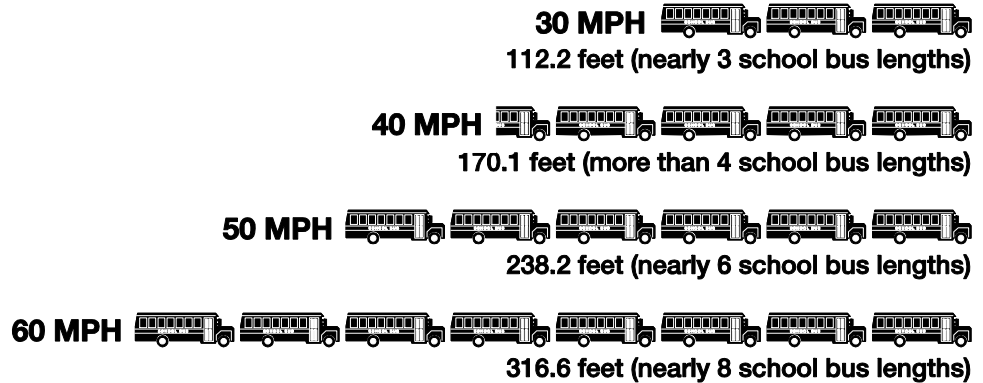 30 MPH
112.2 feet (nearly 3 school bus lengths)
40 MPH
170.1 feet (more than 4 school bus lengths)
50 MPH
238.2 feet (nearly 6 school bus lengths)
60 MPH
316.6 feet (nearly 8 school bus lengths)